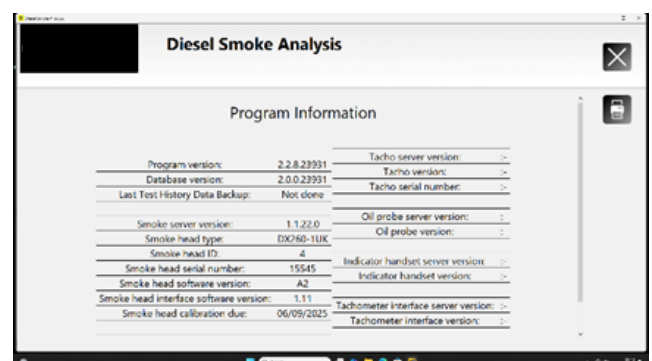 Diesel Smoke Analysis
Program Information
Program version: 2.2.8.23931
Database version: 2.0.0.23931
Last Test History Data Backup: Not done
Smoke server version: 1.1.22.0
Smoke head type: DX260-1UK
Smoke head ID: 4
Smoke head serial number: 15545
Smoke head software version: A2
Smoke head interface software version: 1.11
Smoke head calibration due: 06/09/2025
Tacho server version: :-
Tacho version: :-
Tacho serial number: :-
Oil probe server version: :
Oil probe version: :
Indicator handset server version: :-
Indicator handset version: :-
Tachometer interface server version: :-
Tachometer interface version: :-